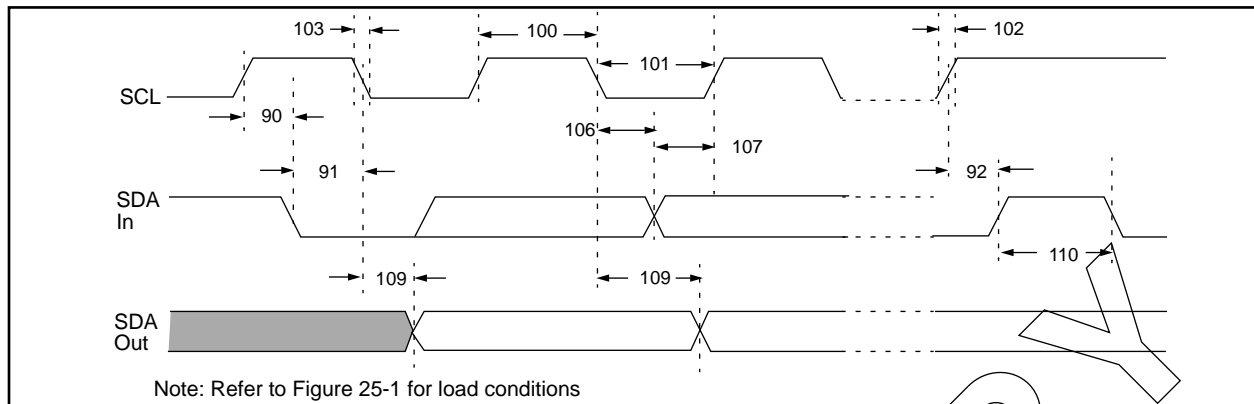 103
100
102
101
SCL
90
106
107
91
92
SDA
In
110
109
109
SDA
Out
Note: Refer to Figure 25-1 for load conditions
Y